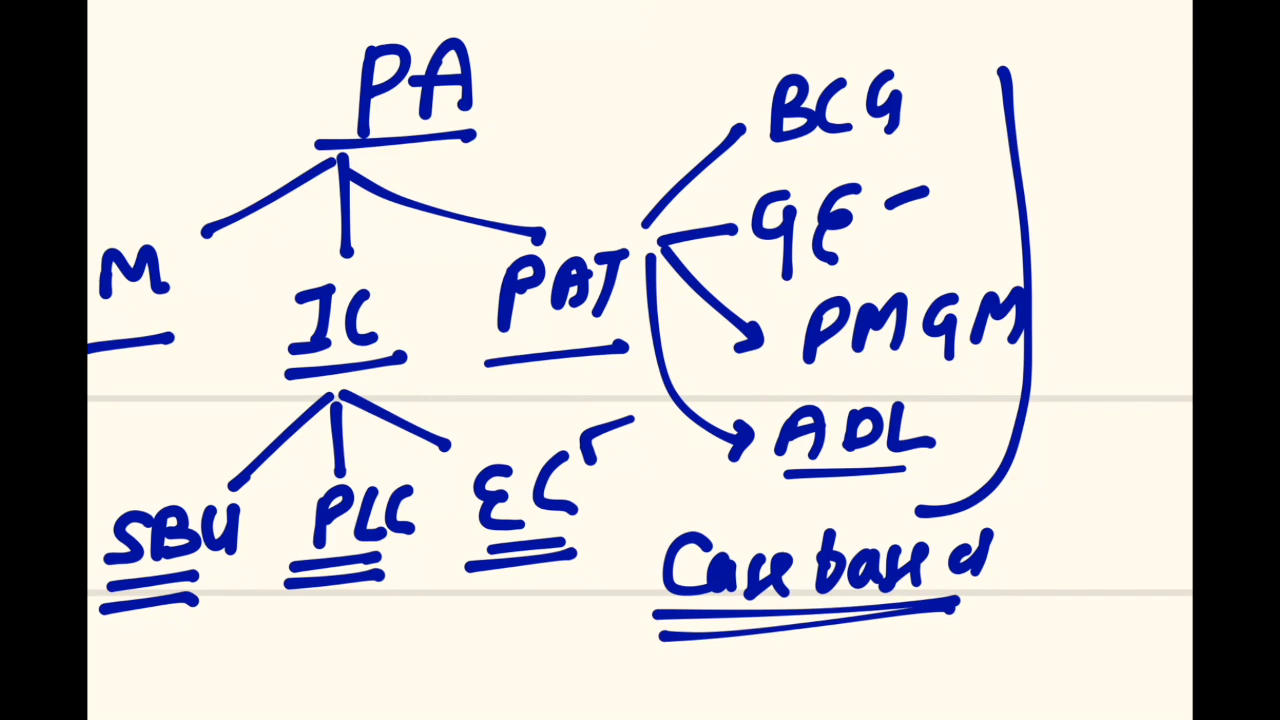 PA
BCG
GE -
M
IC
PAT
PMGM
ADL
SBU
PLC
EC
Case based